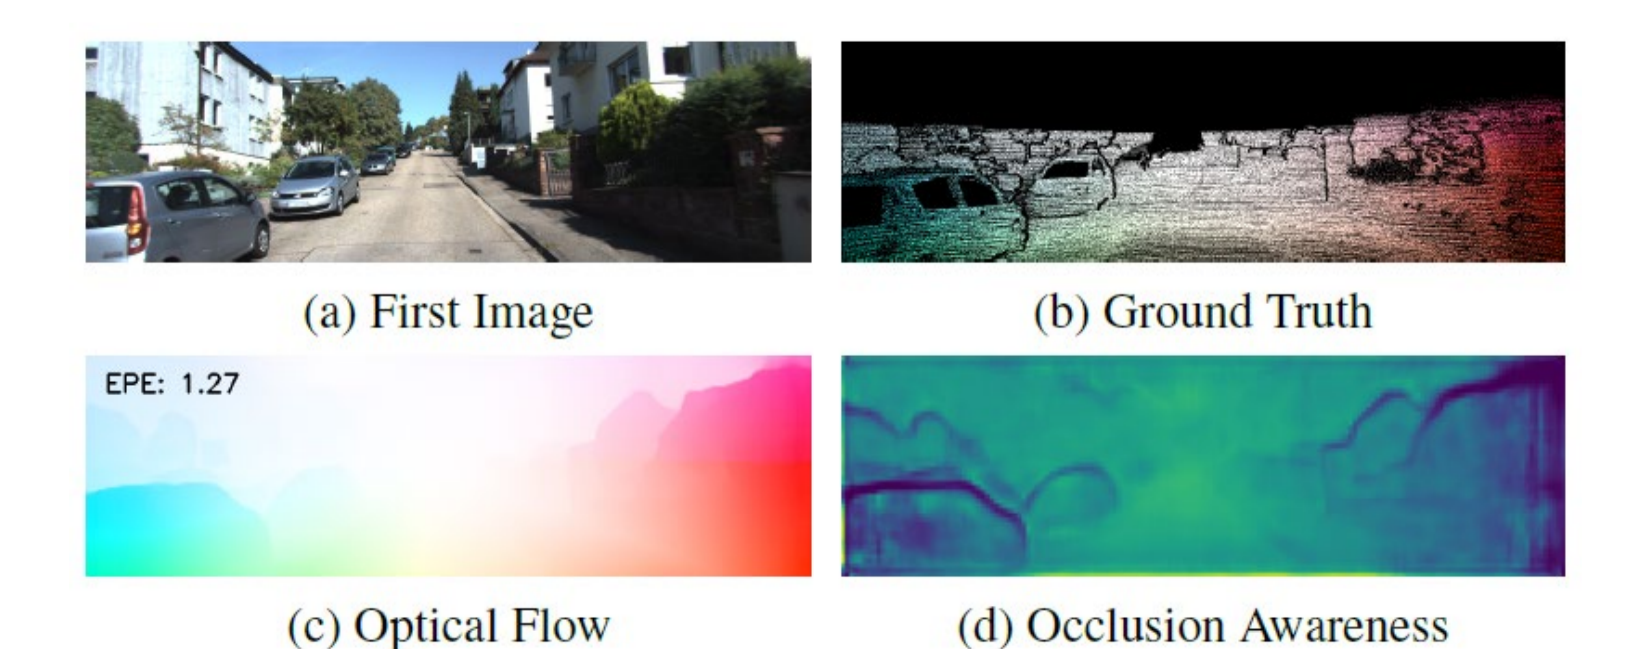 (a) First Image
(b) Ground Truth
EPE: 1.27
(c) Optical Flow
(d) Occlusion Awareness